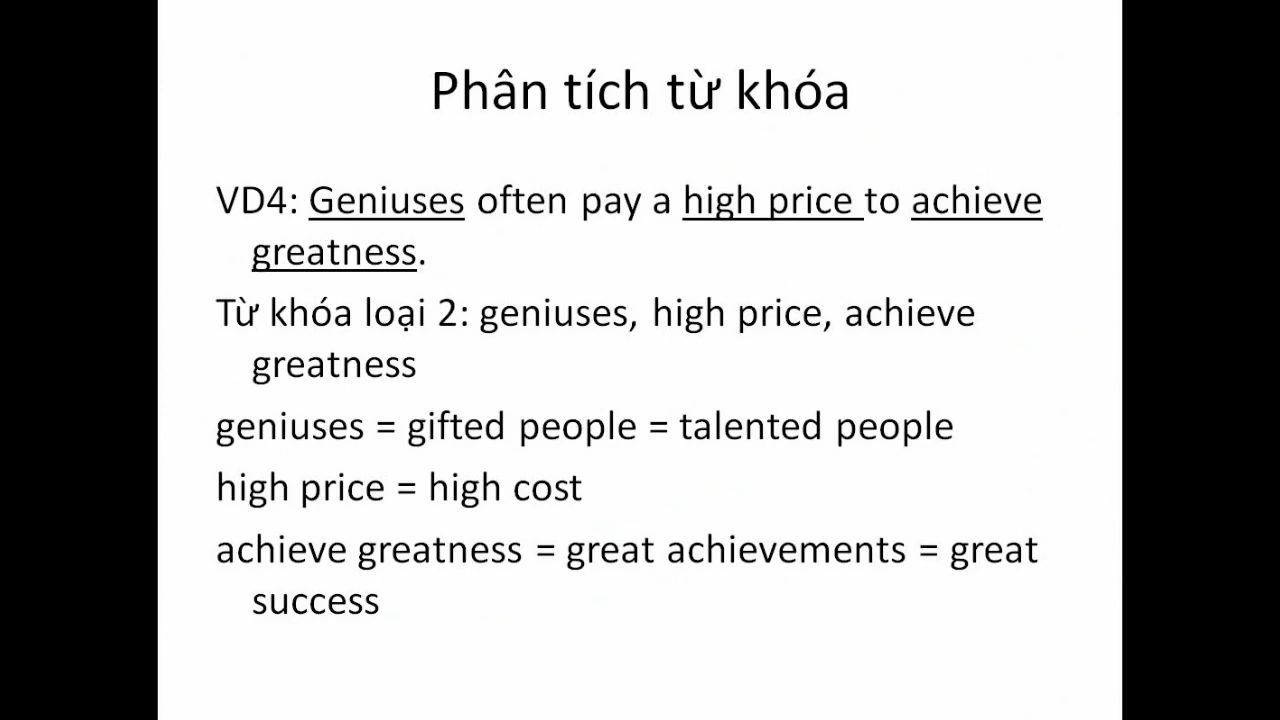 Phân tích từ khóa
VD4: Geniuses often pay a high price to achieve
greatness.
Từ khóa loại 2: geniuses, high price, achieve
greatness
geniuses = gifted people = talented people
high price = high cost
achieve greatness = great achievements = great
success